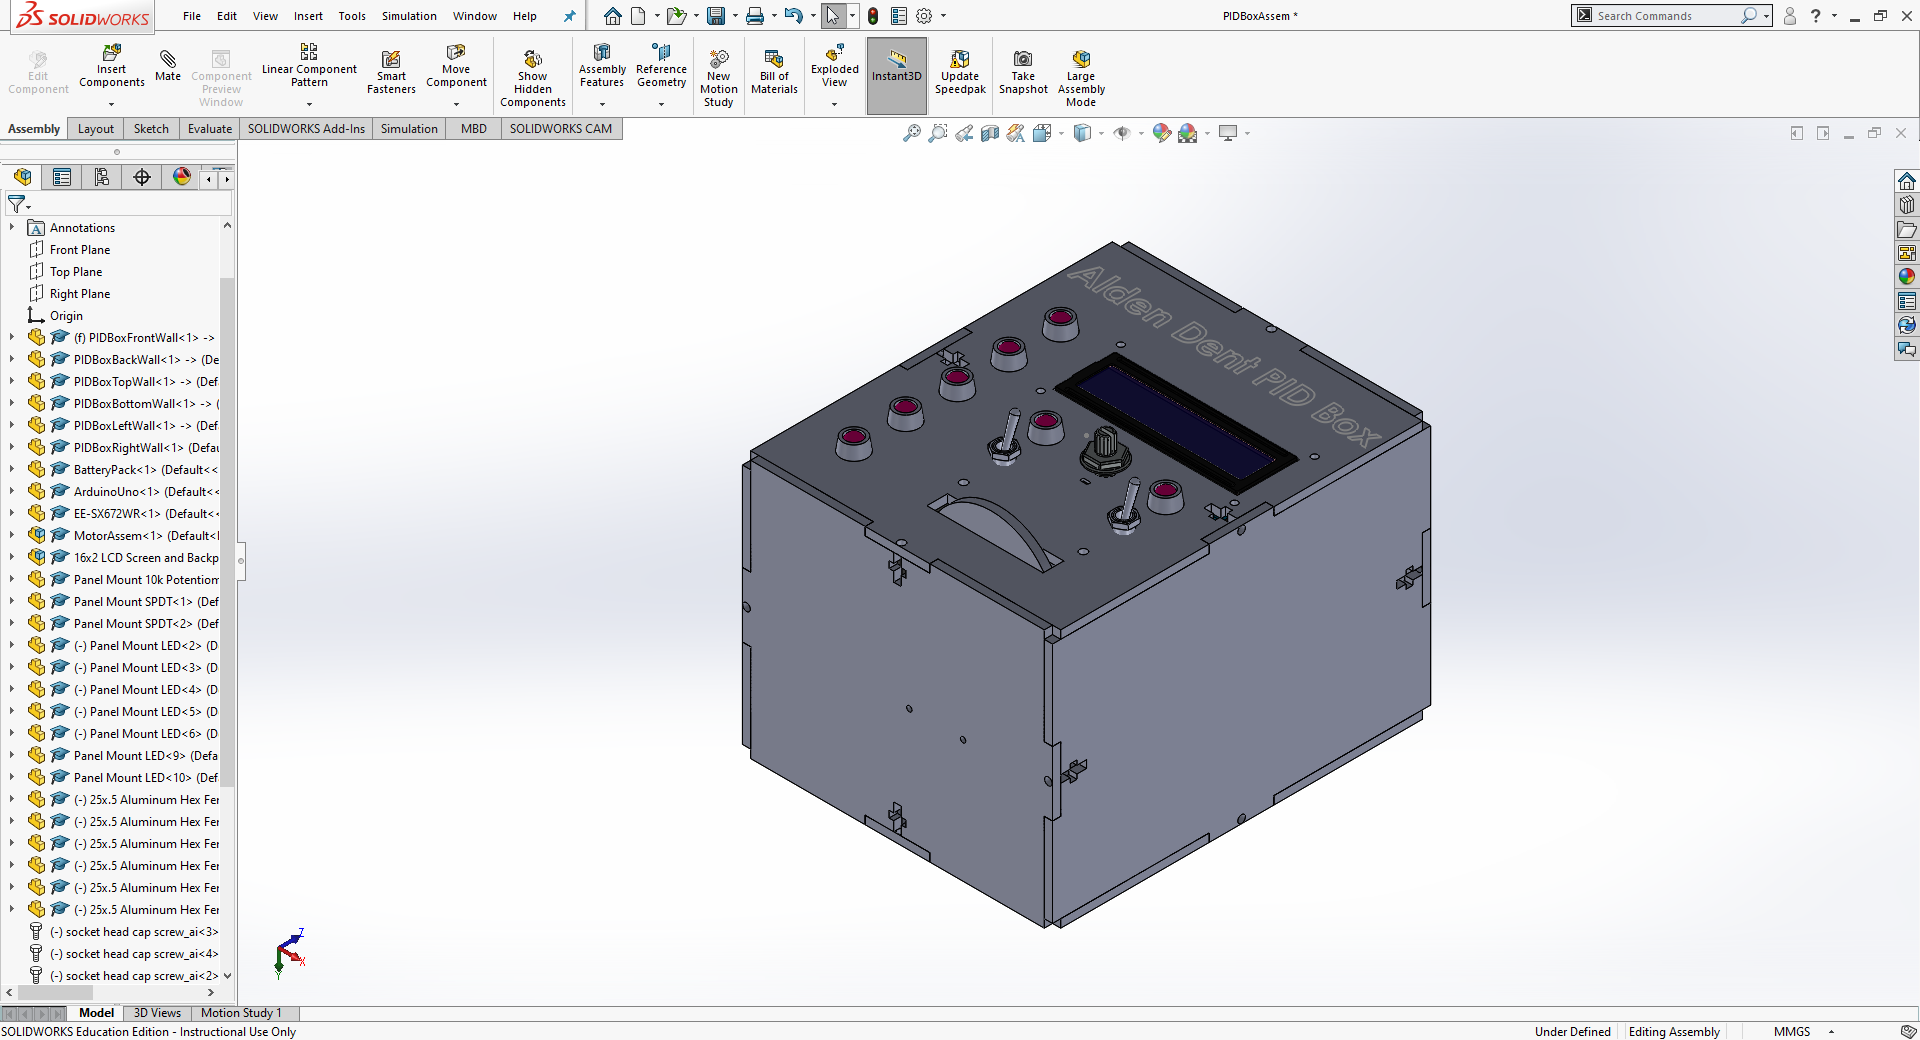 SOLIDWORKS
File Edit View Insert Tools Simulation Window Help
PIDBoxAssem *
Search Commands
?
Edit Component
Insert Components
Mate
Component Preview Window
Linear Component Pattern
Smart Fasteners
Move Component
Show Hidden Components
Assembly Features
Reference Geometry
New Motion Study
Bill of Materials
Exploded View
Instant3D
Update Speedpak
Take Snapshot
Large Assembly Mode
Assembly Layout Sketch Evaluate SOLIDWORKS Add-Ins Simulation MBD SOLIDWORKS CAM
Annotations
Front Plane
Top Plane
Right Plane
Origin
(f) PIDBoxFrontWall<1> ->
PIDBoxBackWall<1> -> (De
PIDBoxTopWall<1> -> (Def
PIDBoxBottomWall<1> -> (
PIDBoxLeftWall<1> -> (Def
PIDBoxRightWall<1> (Defau
BatteryPack<1> (Default<<
ArduinoUno<1> (Default<<
EE-SX672WR<1> (Default<<
MotorAssem<1> (Default<
16x2 LCD Screen and Backp
Panel Mount 10k Potention
Panel Mount SPDT<1> (Def
Panel Mount SPDT<2> (Def
(-) Panel Mount LED<2> (D
(-) Panel Mount LED<3> (D
(-) Panel Mount LED<4> (D
(-) Panel Mount LED<5> (D
(-) Panel Mount LED<6> (D
Panel Mount LED<9> (Defa
Panel Mount LED<10> (Def
(-) 25x.5 Aluminum Hex Fer
(-) 25x.5 Aluminum Hex Fer
(-) 25x.5 Aluminum Hex Fer
(-) 25x.5 Aluminum Hex Fer
(-) 25x.5 Aluminum Hex Fer
(-) 25x.5 Aluminum Hex Fer
(-) socket head cap screw_ai<3>
(-) socket head cap screw_ai<4>
(-) socket head cap screw_ai<2>
Alden Dent PID Box
Z
X
Y
Model 3D Views Motion Study 1
SOLIDWORKS Education Edition - Instructional Use Only
Under Defined Editing Assembly MMGS